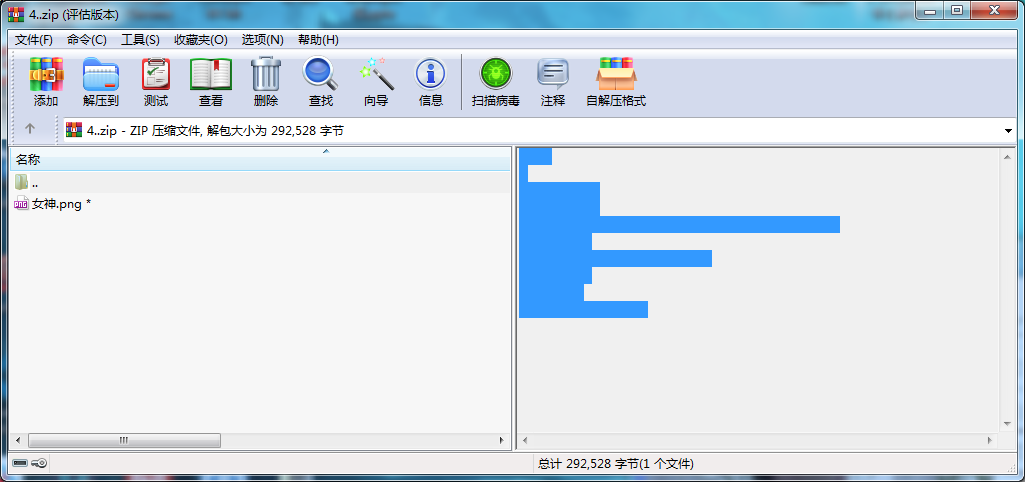 4..zip (评估版本)
文件(F) 命令(C) 工具(S) 收藏夹(O) 选项(N) 帮助(H)
添加 解压到 测试 查看 删除 查找 向导 信息 扫描病毒 注释 自解压格式
4..zip - ZIP 压缩文件, 解包大小为 292,528 字节
名称
..
女神.png *
总计 292,528 字节(1 个文件)